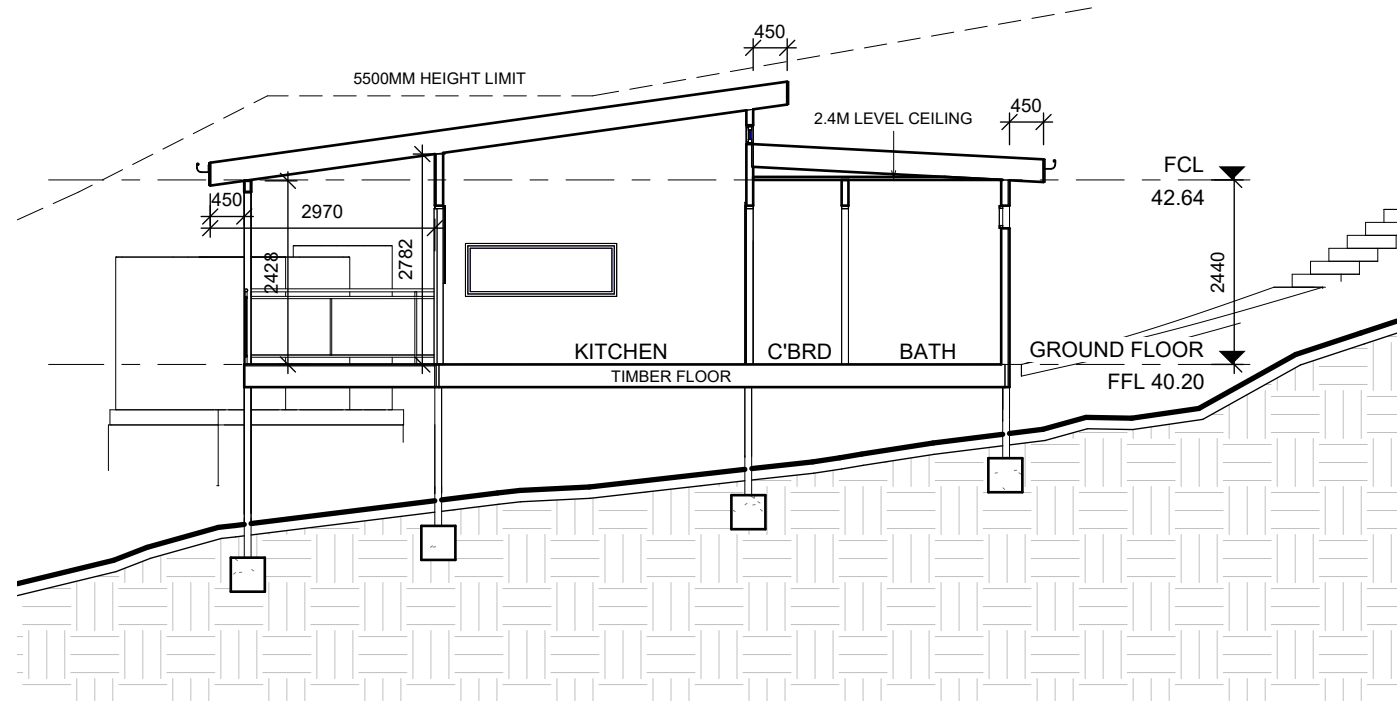 450
5500MM HEIGHT LIMIT
450
2.4M LEVEL CEILING
FCL
42.64
450
2970
2428
2782
2440
KITCHEN
C'BRD
BATH
GROUND FLOOR
TIMBER FLOOR
FFL 40.20